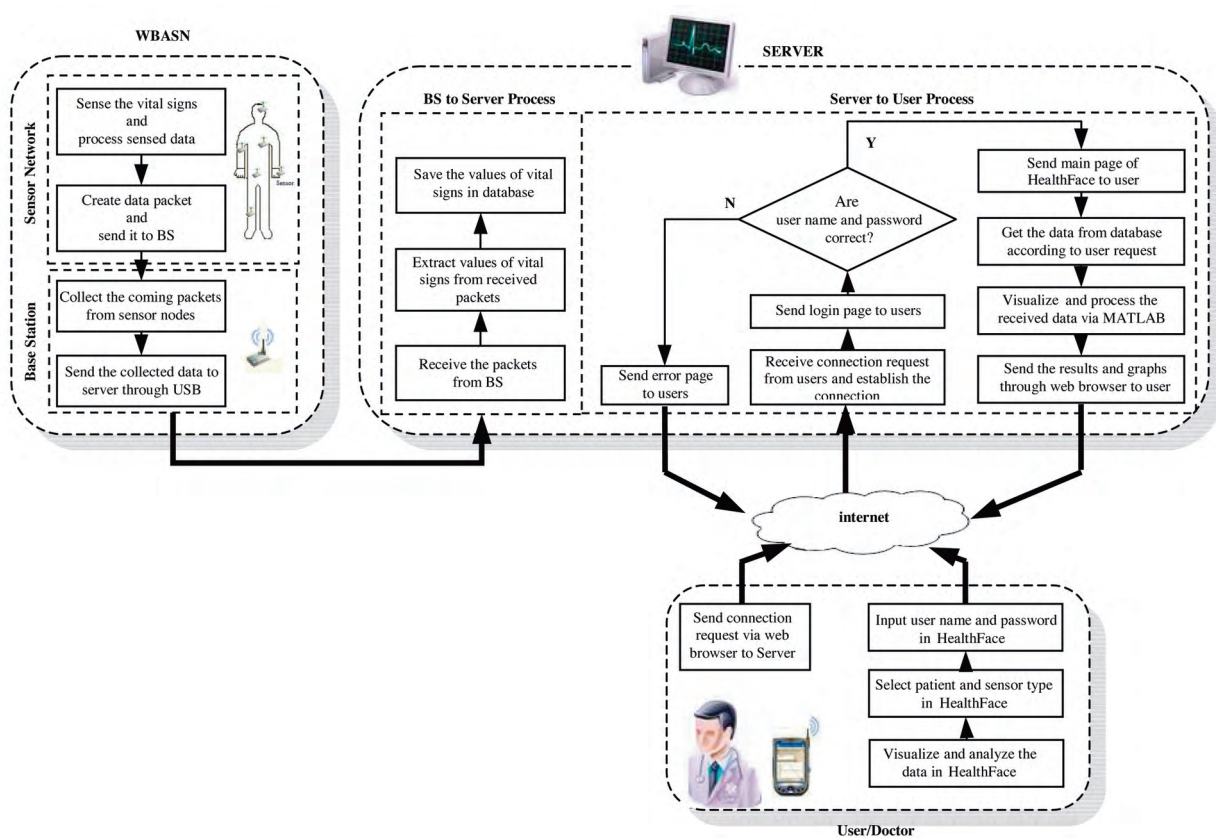 WBASN
Sensor Network
Sense the vital signs
and
process sensed data
Create data packet
and
send it to BS
Sensor
Base Station
Collect the coming packets
from sensor nodes
Send the collected data to
server through USB
SERVER
BS to Server Process
Save the values of vital
signs in database
Extract values of vital
signs from received
packets
Receive the packets
from BS
Server to User Process
Y
N
Are
user name and password
correct?
Send login page to users
Receive connection request
from users and establish the
connection
Send error page
to users
Send main page of
HealthFace to user
Get the data from database
according to user request
Visualize and process the
received data via MATLAB
Send the results and graphs
through web browser to user
internet
Send connection
request via web
browser to Server
Input user name and password
in HealthFace
Select patient and sensor type
in HealthFace
Visualize and analyze the
data in HealthFace
User/Doctor